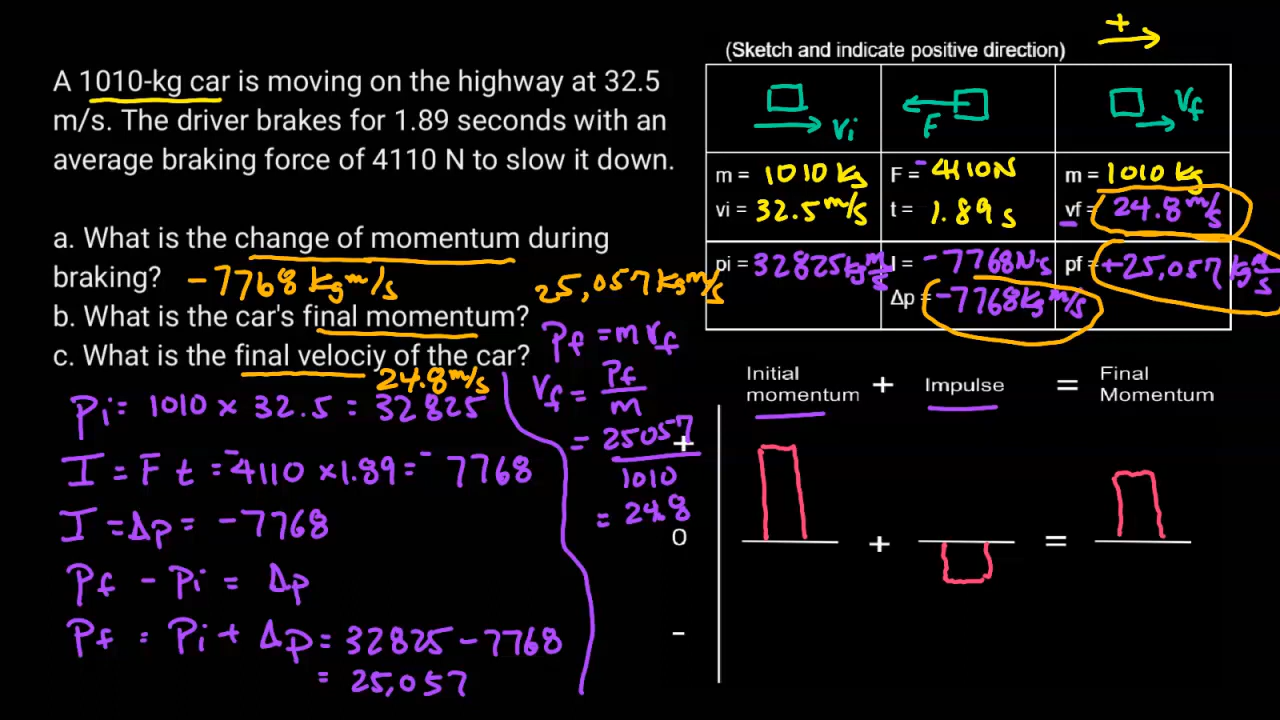 A 1010-kg car is moving on the highway at 32.5
m/s. The driver brakes for 1.89 seconds with an
average braking force of 4110 N to slow it down.
a. What is the change of momentum during
braking? -7768 kg m/s
25,057 kg m/s
b. What is the car's final momentum?
c. What is the final velociy of the car?
24.8 m/s
Pi = 1010 x 32.5 = 32825
I = F t = -4110 x 1.89 = -7768
I = Δp = -7768
Pf - Pi = Δp
Pf = Pi + Δp = 32825 - 7768
= 25,057
Pf = m vf
Vf = Pf/m
= 25057/1010
= 24.8
+
(Sketch and indicate positive direction)
Vi
F
Vf
m = 1010 kg
F = -4110N
m = 1010 kg
vi = 32.5 m/s
t = 1.89 s
vf = 24.8 m/s
pi = 32825 kg m/s
I = -7768 N·s
pf = +25,057 kg m/s
Δp = -7768 kg m/s
Initial momentum + Impulse = Final Momentum
+
0
+ =
-